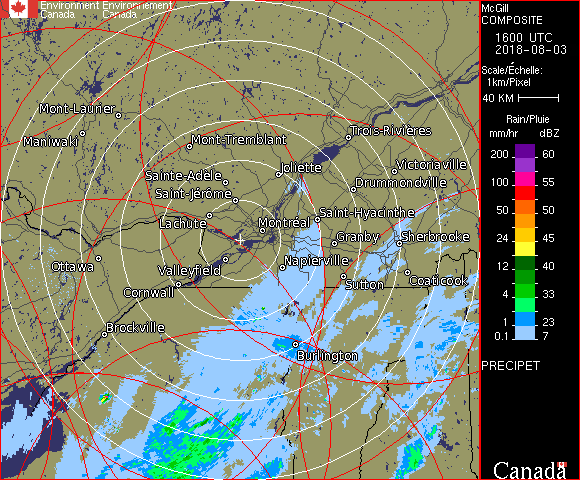 Environment Environnement
Canada Canada
McGill
COMPOSITE
1600 UTC
2018-08-03
Scale/Échelle:
1km/Pixel
40 KM
Rain/Pluie
mm/hr dBZ
200 60
100 55
50 50
24 45
12 40
4 33
1 23
0.1 7
PRECIPET
Canada
Mont-Laurier
Maniwaki
Mont-Tremblant
Trois-Rivières
Joliette
Victoriaville
Sainte-Adèle
Drummondville
Saint-Jérôme
Lachute
Saint-Hyacinthe
Montréal
Granby
Sherbrooke
Ottawa
Valleyfield
Napierville
Cornwall
Sutton
Coaticook
Brockville
Burlington